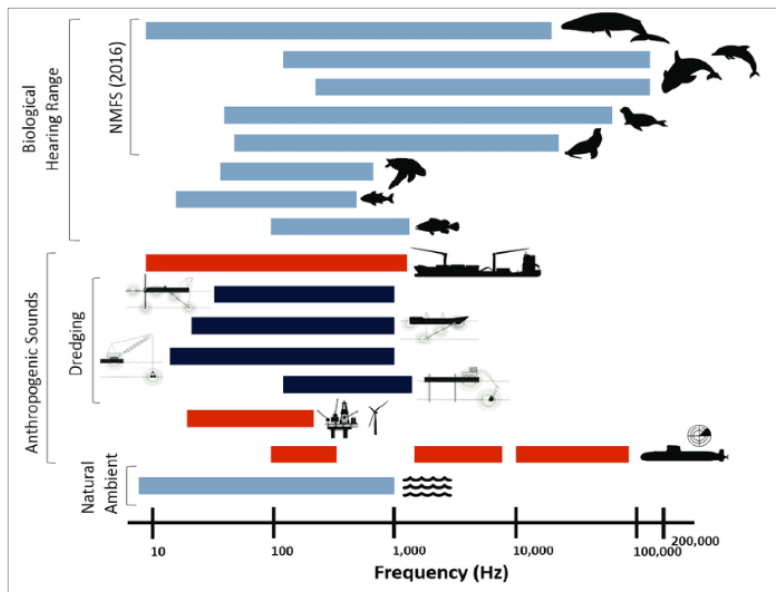 Biological
Hearing Range
NMFS (2016)
Anthropogenic Sounds
Dredging
Natural
Ambient
10
100
1,000
10,000
100,000
200,000
Frequency (Hz)